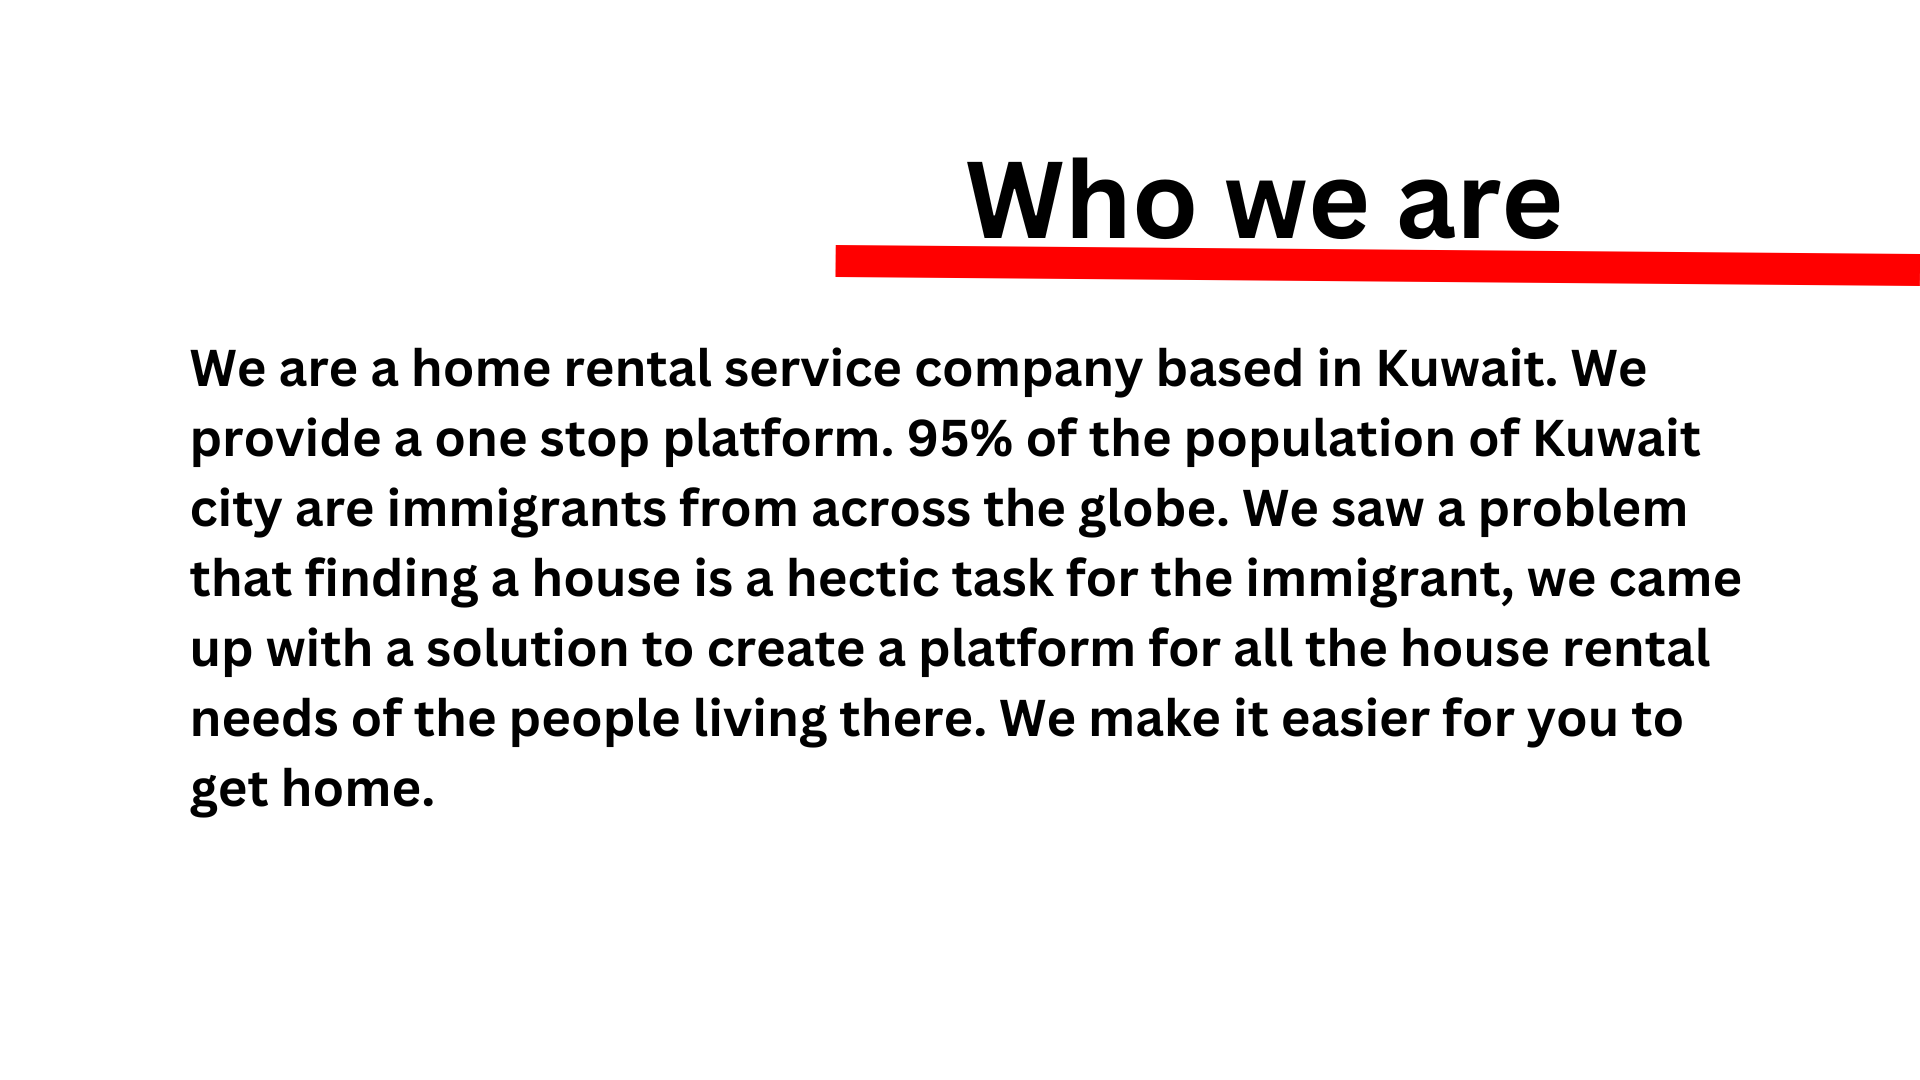 Who we are
We are a home rental service company based in Kuwait. We
provide a one stop platform. 95% of the population of Kuwait
city are immigrants from across the globe. We saw a problem
that finding a house is a hectic task for the immigrant, we came
up with a solution to create a platform for all the house rental
needs of the people living there. We make it easier for you to
get home.